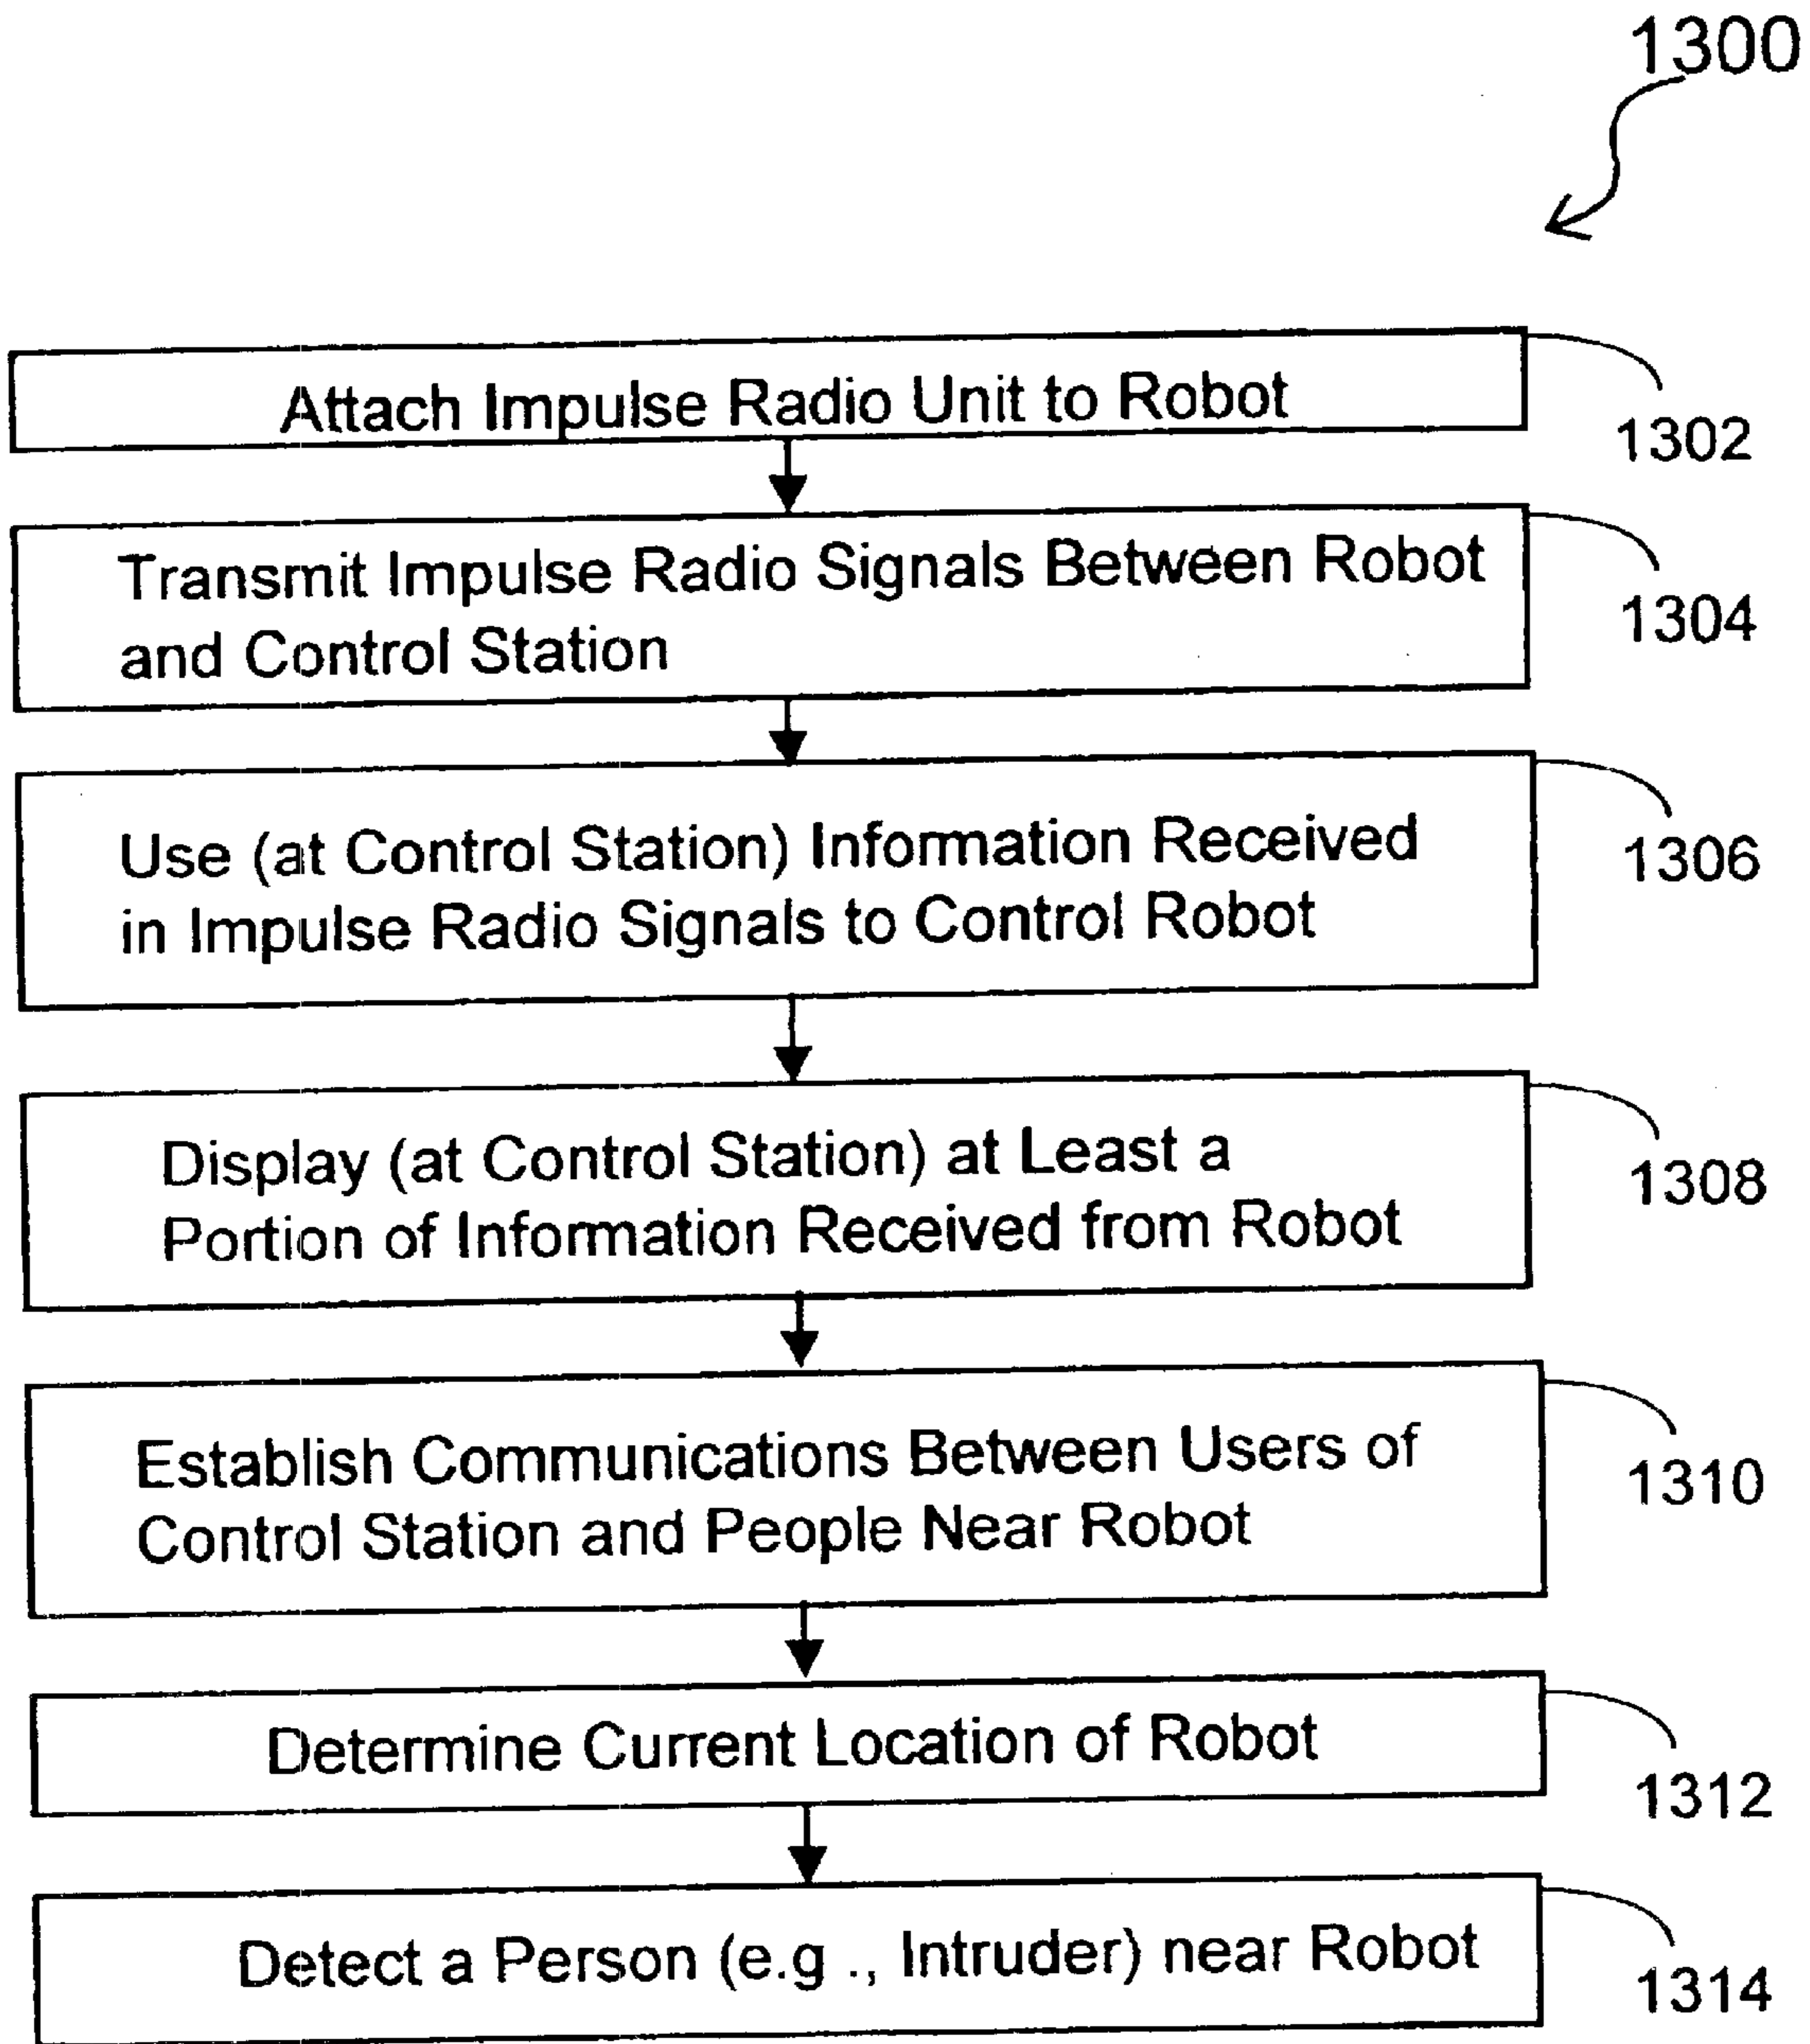 1300
Attach Impulse Radio Unit to Robot
1302
Transmit Impulse Radio Signals Between Robot
and Control Station
1304
Use (at Control Station) Information Received
in Impulse Radio Signals to Control Robot
1306
Display (at Control Station) at Least a
Portion of Information Received from Robot
1308
Establish Communications Between Users of
Control Station and People Near Robot
1310
Determine Current Location of Robot
1312
Detect a Person (e.g ., Intruder) near Robot
1314